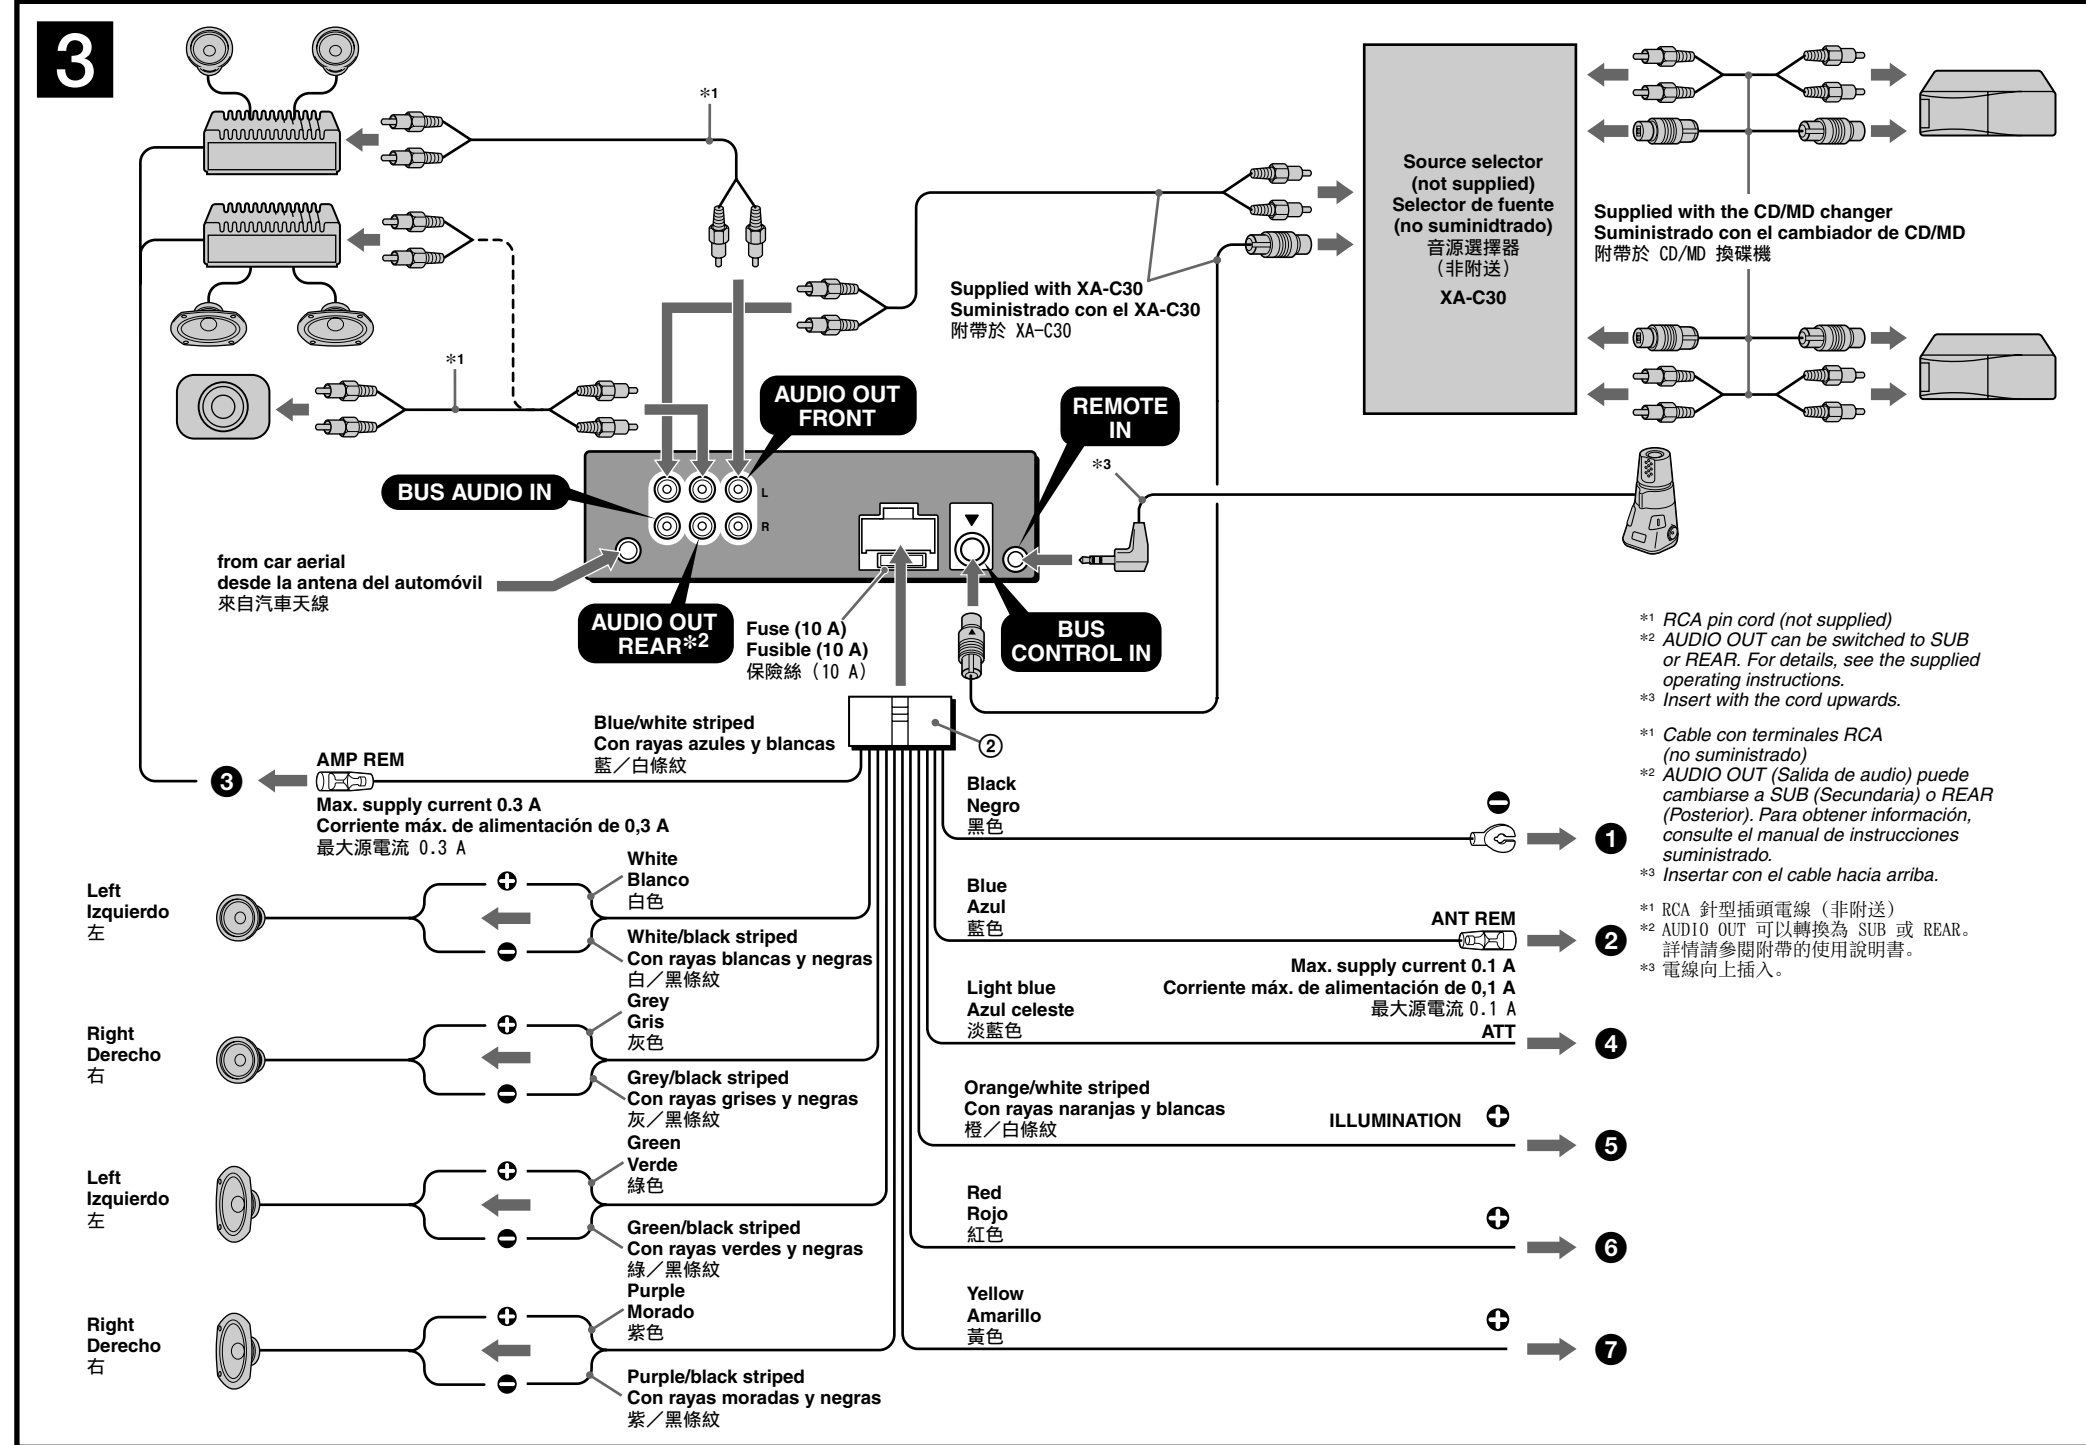 3
*1
Source selector
(not supplied)
Selector de fuente
(no suminidtrado)
音源選擇器
（非附送）
XA-C30
Supplied with the CD/MD changer
Suministrado con el cambiador de CD/MD
附帶於 CD/MD 換碟機
Supplied with XA-C30
Suministrado con el XA-C30
附帶於 XA-C30
*1
AUDIO OUT
FRONT
REMOTE
IN
*3
BUS AUDIO IN
L
R
from car aerial
desde la antena del automóvil
來自汽車天線
AUDIO OUT
REAR*2
Fuse (10 A)
Fusible (10 A)
保險絲（10 A）
BUS
CONTROL IN
*1 RCA pin cord (not supplied)
*2 AUDIO OUT can be switched to SUB
or REAR. For details, see the supplied
operating instructions.
*3 Insert with the cord upwards.
*1 Cable con terminales RCA
(no suministrado)
*2 AUDIO OUT (Salida de audio) puede
cambiarse a SUB (Secundaria) o REAR
(Posterior). Para obtener información,
consulte el manual de instrucciones
suministrado.
*3 Insertar con el cable hacia arriba.
*1 RCA 針型插頭電線（非附送）
*2 AUDIO OUT 可以轉換為 SUB 或 REAR。
詳情請參閱附帶的使用說明書。
*3 電線向上插入。
Blue/white striped
Con rayas azules y blancas
藍／白條紋
②
❸
AMP REM
Max. supply current 0.3 A
Corriente máx. de alimentación de 0,3 A
最大源電流 0.3 A
Left
Izquierdo
左
White
Blanco
白色
White/black striped
Con rayas blancas y negras
白／黑條紋
Right
Derecho
右
Grey
Gris
灰色
Grey/black striped
Con rayas grises y negras
灰／黑條紋
Left
Izquierdo
左
Green
Verde
綠色
Green/black striped
Con rayas verdes y negras
綠／黑條紋
Right
Derecho
右
Purple
Morado
紫色
Purple/black striped
Con rayas moradas y negras
紫／黑條紋
Black
Negro
黑色
❶
Blue
Azul
藍色
ANT REM
❷
Max. supply current 0.1 A
Corriente máx. de alimentación de 0,1 A
最大源電流 0.1 A
Light blue
Azul celeste
淡藍色
ATT
❹
Orange/white striped
Con rayas naranjas y blancas
橙／白條紋
ILLUMINATION
❺
Red
Rojo
紅色
❻
Yellow
Amarillo
黃色
❼